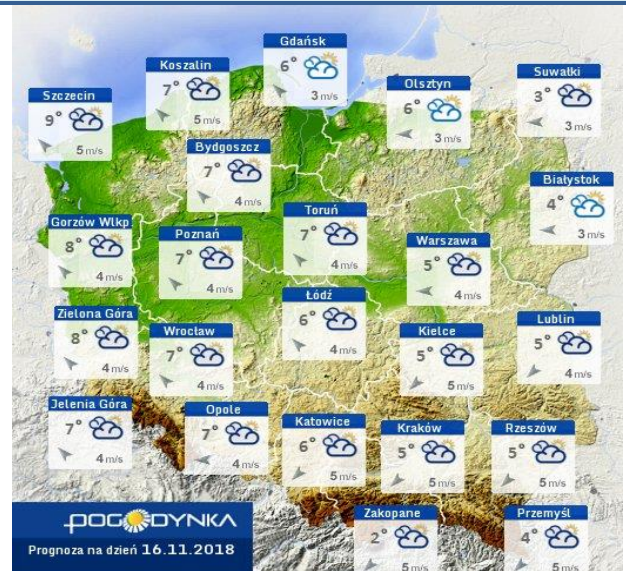 Gdańsk
6°
3 m/s
Koszalin
7°
5 m/s
Suwałki
3°
3 m/s
Olsztyn
6°
3 m/s
Szczecin
9°
5 m/s
Bydgoszcz
7°
4 m/s
Białystok
4°
3 m/s
Toruń
7°
4 m/s
Gorzów Wlkp
8°
4 m/s
Poznań
7°
4 m/s
Warszawa
5°
4 m/s
Łódź
6°
4 m/s
Zielona Góra
8°
4 m/s
Wrocław
7°
4 m/s
Kielce
5°
5 m/s
Lublin
5°
4 m/s
Jelenia Góra
7°
4 m/s
Opole
7°
4 m/s
Katowice
6°
5 m/s
Kraków
5°
5 m/s
Rzeszów
5°
5 m/s
Zakopane
2°
5 m/s
Przemyśl
4°
5 m/s
POGODYNKA
Prognoza na dzień 16.11.2018